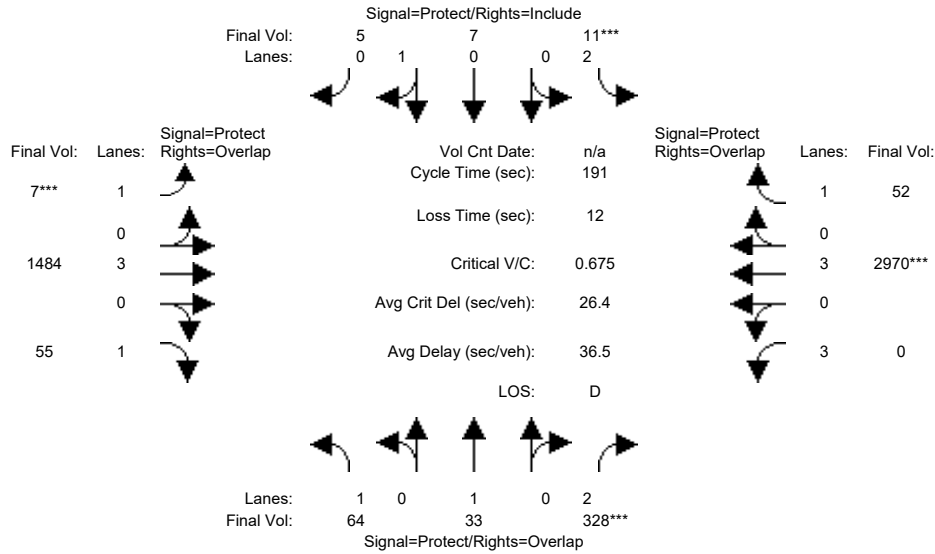 Signal=Protect/Rights=Include
Final Vol: 5 7 11***
Lanes: 0 1 0 0 2
Signal=Protect Signal=Protect
Final Vol: Lanes: Rights=Overlap Vol Cnt Date: n/a Rights=Overlap Lanes: Final Vol:
Cycle Time (sec): 191
7*** 1 1 52
Loss Time (sec): 12
0 0
1484 3 Critical V/C: 0.675 3 2970***
0 Avg Crit Del (sec/veh): 26.4 0
55 1 Avg Delay (sec/veh): 36.5 3 0
LOS: D
Lanes: 1 0 1 0 2
Final Vol: 64 33 328***
Signal=Protect/Rights=Overlap